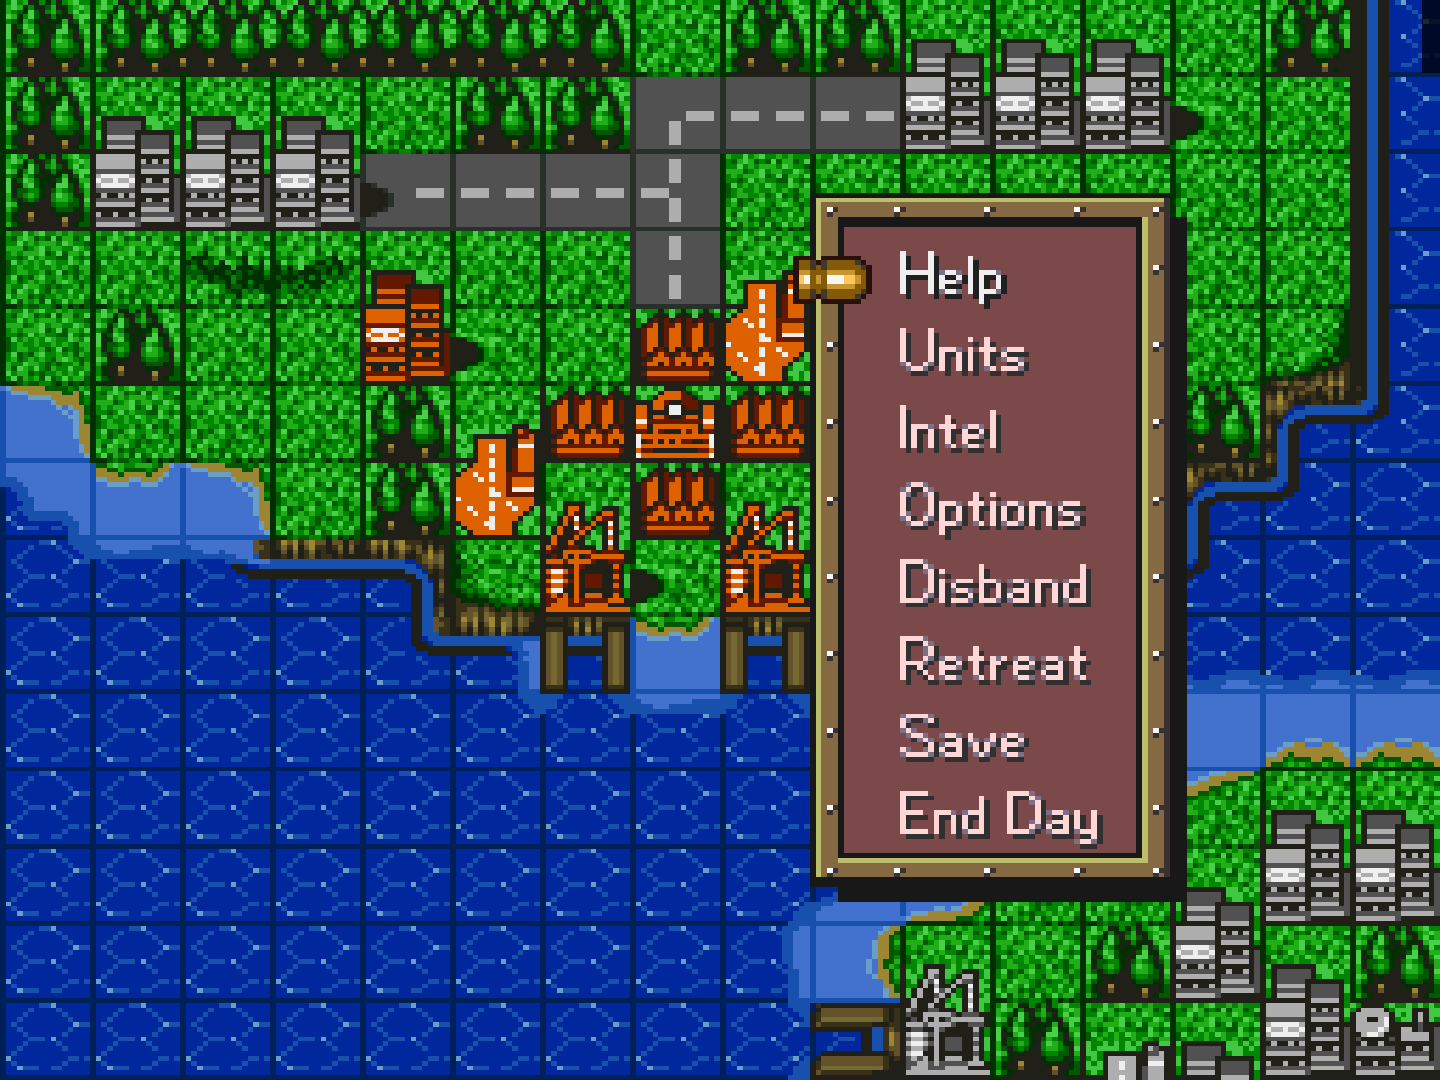 Help
Units
Intel
Options
Disband
Retreat
Save
End Day